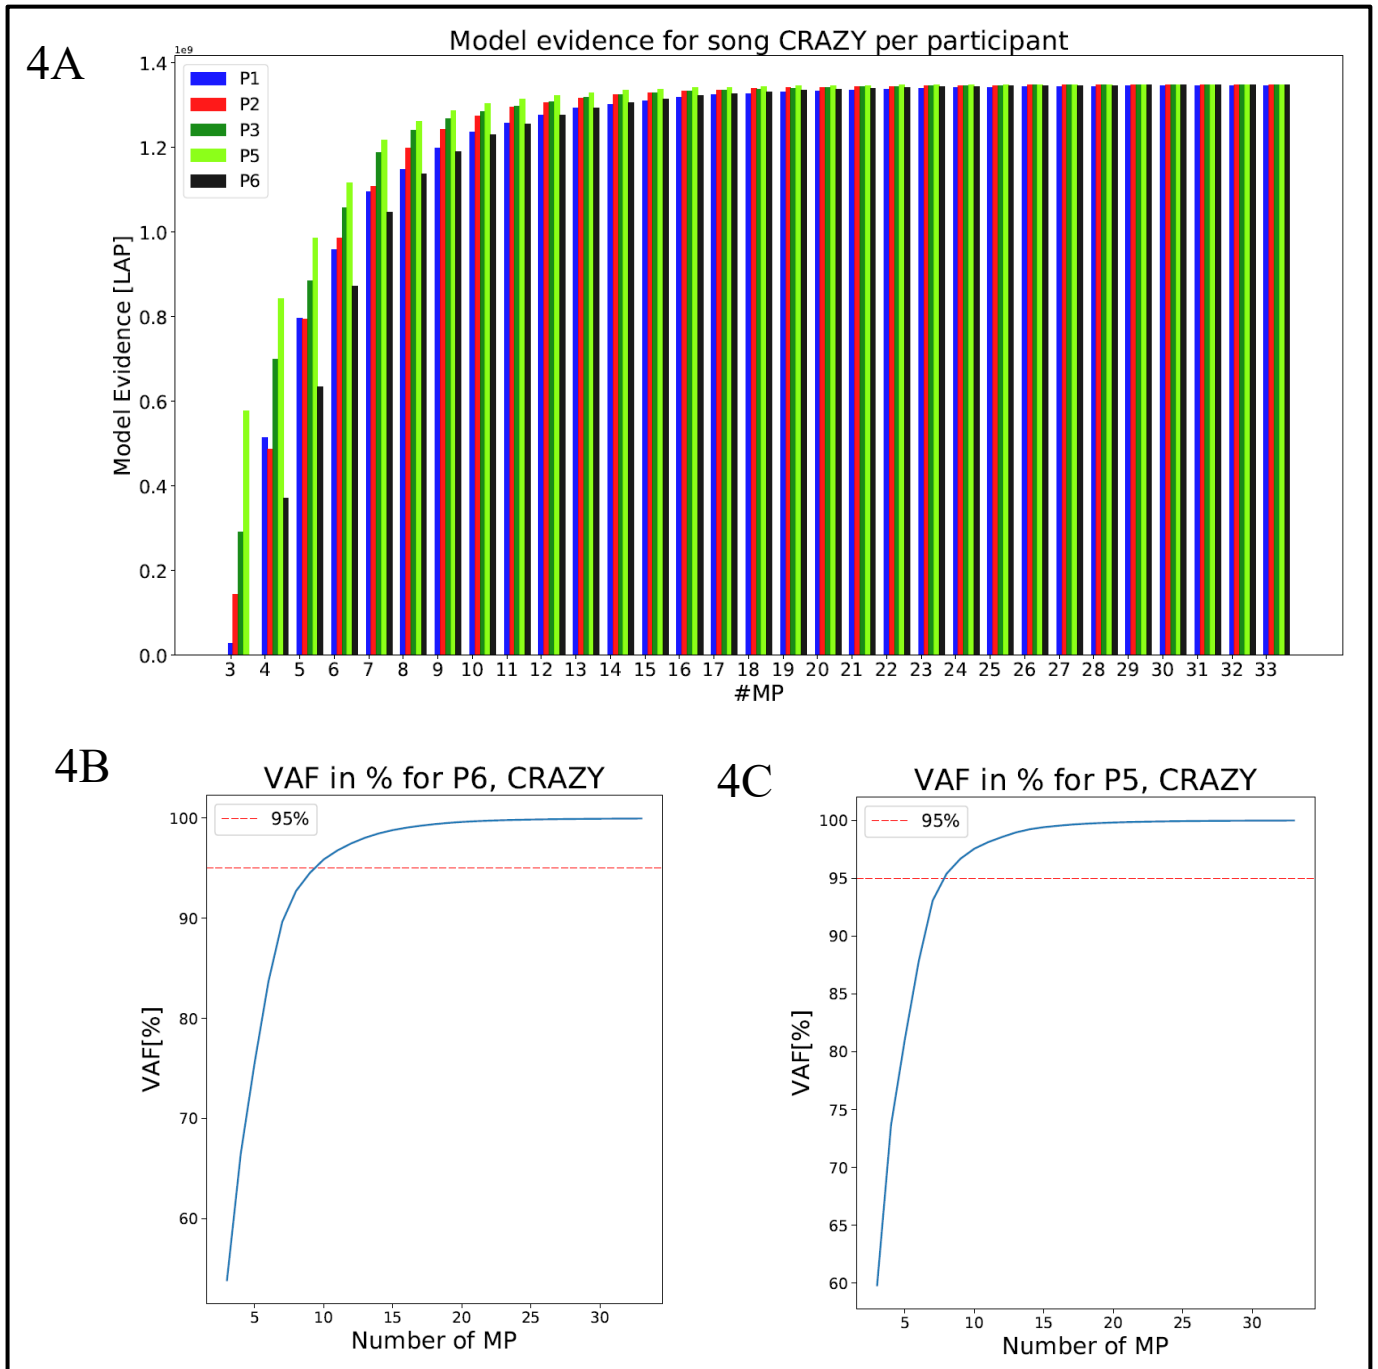 4A
Model evidence for song CRAZY per participant
1e9
P1
P2
P3
P5
P6
1.4
1.2
1.0
0.8
0.6
0.4
0.2
0.0
Model Evidence [LAP]
3 4 5 6 7 8 9 10 11 12 13 14 15 16 17 18 19 20 21 22 23 24 25 26 27 28 29 30 31 32 33
#MP
4B
VAF in % for P6, CRAZY
95%
100
90
80
70
60
VAF[%]
5 10 15 20 25 30
Number of MP
4C
VAF in % for P5, CRAZY
95%
100
95
90
85
80
75
70
65
60
VAF[%]
5 10 15 20 25 30
Number of MP